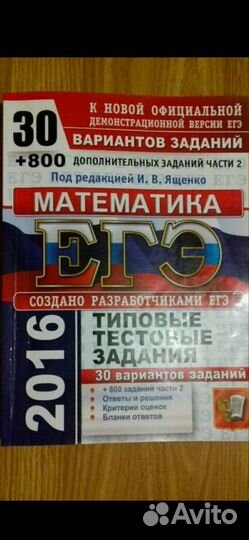 К НОВОЙ ОФИЦИАЛЬНОЙ
ДЕМОНСТРАЦИОННОЙ ВЕРСИИ ЕГЭ
30 ВАРИАНТОВ ЗАДАНИЙ
+800 ДОПОЛНИТЕЛЬНЫХ ЗАДАНИЙ ЧАСТИ 2
Под редакцией И. В. Ященко
МАТЕМАТИКА
ЕГЭ
СОЗДАНО РАЗРАБОТЧИКАМИ ЕГЭ
2016
ТИПОВЫЕ
ТЕСТОВЫЕ
ЗАДАНИЯ
30 вариантов заданий
+ 800 заданий части 2
Ответы и решения
Критерии оценок
Бланки ответов
Avito